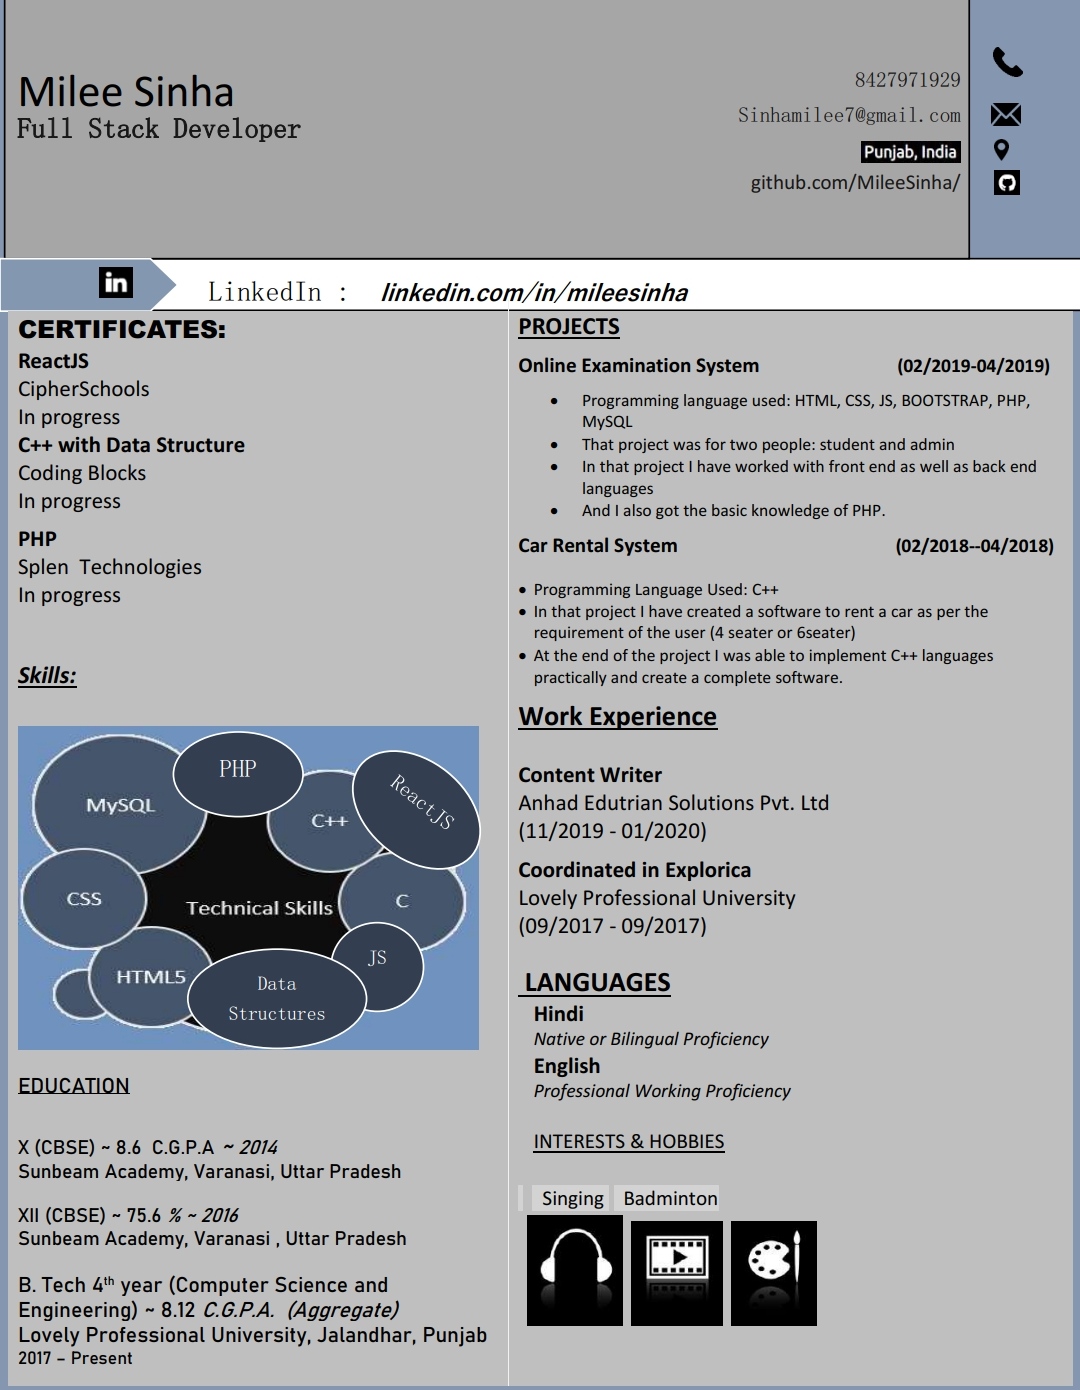 Milee Sinha
Full Stack Developer
8427971929
Sinhamilee7@gmail.com
Punjab, India
github.com/MileeSinha/
in
LinkedIn : linkedin.com/in/mileesinha
CERTIFICATES:
ReactJS
CipherSchools
In progress
C++ with Data Structure
Coding Blocks
In progress
PHP
Splen Technologies
In progress
Skills:
PHP
ReactJS
MySQL
C++
CSS
Technical Skills
C
JS
HTML5
Data
Structures
EDUCATION
X (CBSE) ~ 8.6 C.G.P.A ~ 2014
Sunbeam Academy, Varanasi, Uttar Pradesh
XII (CBSE) ~ 75.6 % ~ 2016
Sunbeam Academy, Varanasi , Uttar Pradesh
B. Tech 4th year (Computer Science and
Engineering) ~ 8.12 C.G.P.A. (Aggregate)
Lovely Professional University, Jalandhar, Punjab
2017 – Present
PROJECTS
Online Examination System (02/2019-04/2019)
• Programming language used: HTML, CSS, JS, BOOTSTRAP, PHP,
MySQL
• That project was for two people: student and admin
• In that project I have worked with front end as well as back end
languages
• And I also got the basic knowledge of PHP.
Car Rental System (02/2018--04/2018)
• Programming Language Used: C++
• In that project I have created a software to rent a car as per the
requirement of the user (4 seater or 6seater)
• At the end of the project I was able to implement C++ languages
practically and create a complete software.
Work Experience
Content Writer
Anhad Edutrian Solutions Pvt. Ltd
(11/2019 - 01/2020)
Coordinated in Explorica
Lovely Professional University
(09/2017 - 09/2017)
LANGUAGES
Hindi
Native or Bilingual Proficiency
English
Professional Working Proficiency
INTERESTS & HOBBIES
Singing Badminton